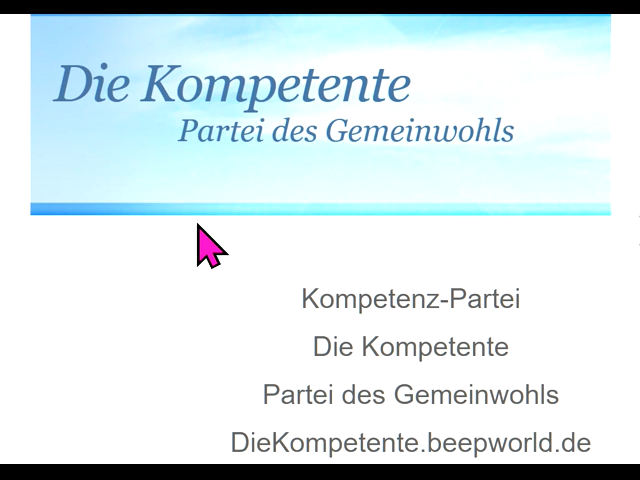 Die Kompetente
Partei des Gemeinwohls
Kompetenz-Partei
Die Kompetente
Partei des Gemeinwohls
DieKompetente.beepworld.de